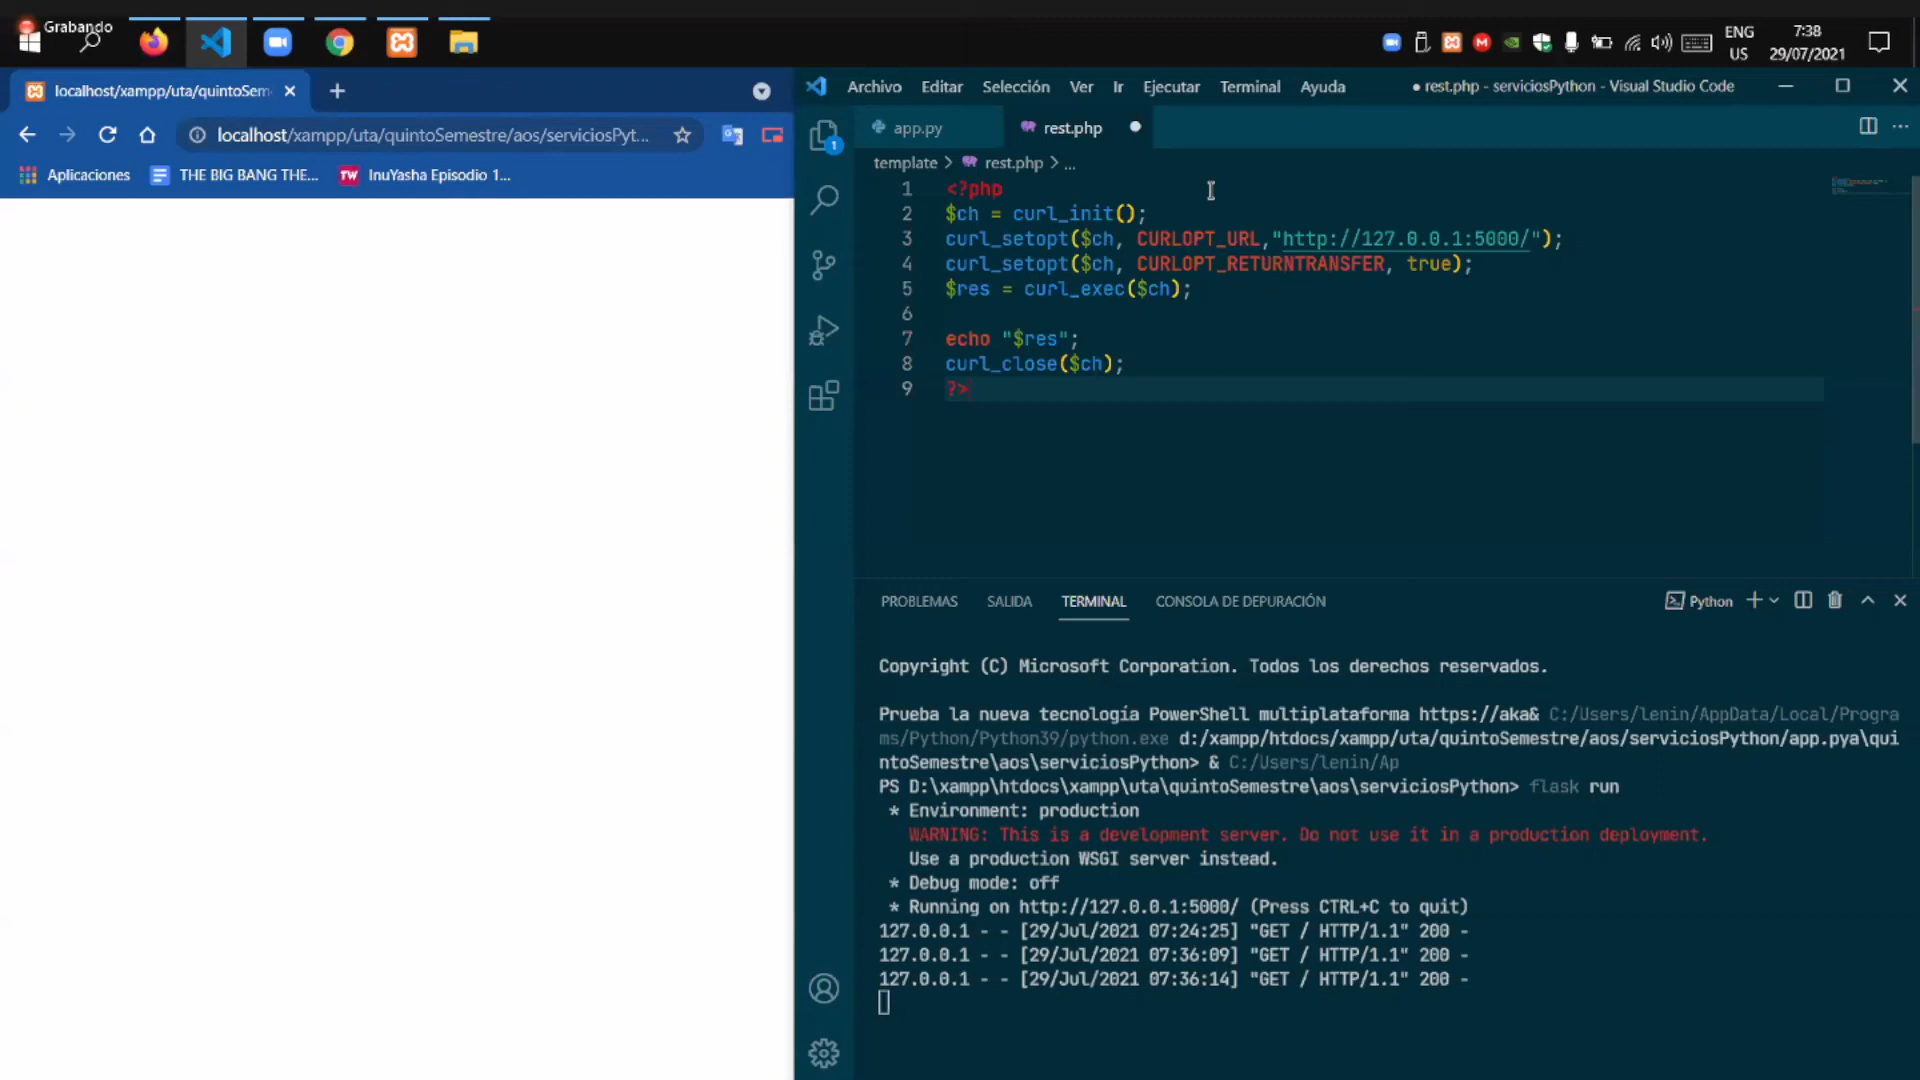 Grabando
ENG
US
7:38
29/07/2021
localhost/xampp/uta/quintoSem
localhost/xampp/uta/quintoSemestre/aos/serviciosPyt...
Aplicaciones
THE BIG BANG THE...
TW InuYasha Episodio 1...
Archivo Editar Selección Ver Ir Ejecutar Terminal Ayuda
● rest.php - serviciosPython - Visual Studio Code
1
app.py
rest.php
template > rest.php > ...
1 <?php
2 $ch = curl_init();
3 curl_setopt($ch, CURLOPT_URL,"http://127.0.0.1:5000/");
4 curl_setopt($ch, CURLOPT_RETURNTRANSFER, true);
5 $res = curl_exec($ch);
6
7 echo "$res";
8 curl_close($ch);
9 ?>
PROBLEMAS SALIDA TERMINAL CONSOLA DE DEPURACIÓN
Python
Copyright (C) Microsoft Corporation. Todos los derechos reservados.
Prueba la nueva tecnología PowerShell multiplataforma https://aka& C:/Users/lenin/AppData/Local/Progra
ms/Python/Python39/python.exe d:/xampp/htdocs/xampp/uta/quintoSemestre/aos/serviciosPython/app.pya\qui
ntoSemestre\aos\serviciosPython> & C:/Users/lenin/Ap
PS D:\xampp\htdocs\xampp\uta\quintoSemestre\aos\serviciosPython> flask run
* Environment: production
WARNING: This is a development server. Do not use it in a production deployment.
Use a production WSGI server instead.
* Debug mode: off
* Running on http://127.0.0.1:5000/ (Press CTRL+C to quit)
127.0.0.1 - - [29/Jul/2021 07:24:25] "GET / HTTP/1.1" 200 -
127.0.0.1 - - [29/Jul/2021 07:36:09] "GET / HTTP/1.1" 200 -
127.0.0.1 - - [29/Jul/2021 07:36:14] "GET / HTTP/1.1" 200 -